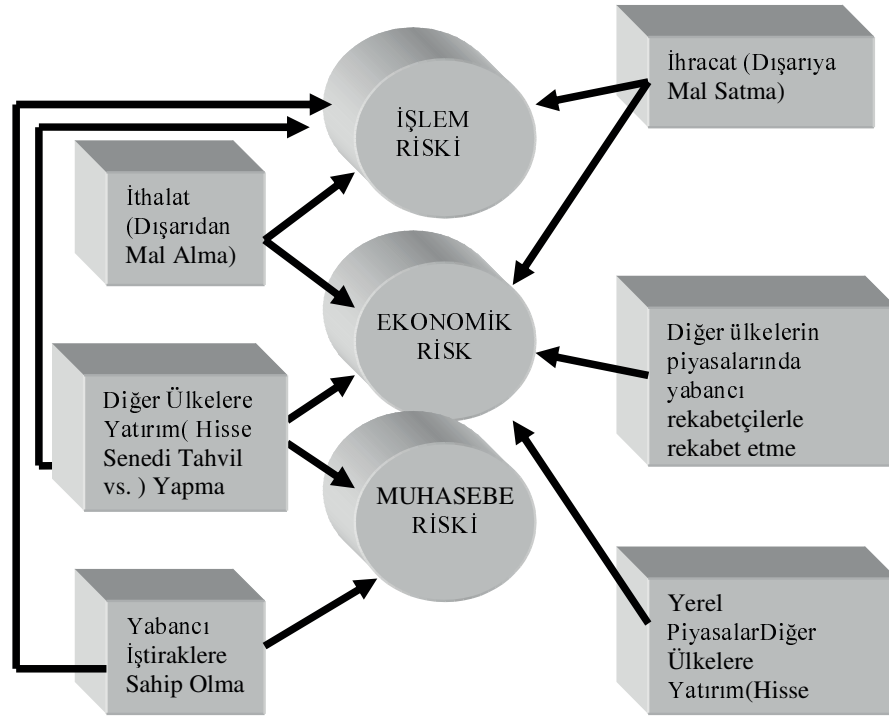 İŞLEM
RİSKİ
İhracat (Dışarıya
Mal Satma)
İthalat
(Dışarıdan
Mal Alma)
EKONOMİK
RİSK
Diğer ülkelerin
piyasalarında
yabancı
rekabetçilerle
rekabet etme
Diğer Ülkelere
Yatırım( Hisse
Senedi Tahvil
vs. ) Yapma
MUHASEBE
RİSKİ
Yabancı
İştiraklere
Sahip Olma
Yerel
PiyasalarDiğer
Ülkelere
Yatırım(Hisse